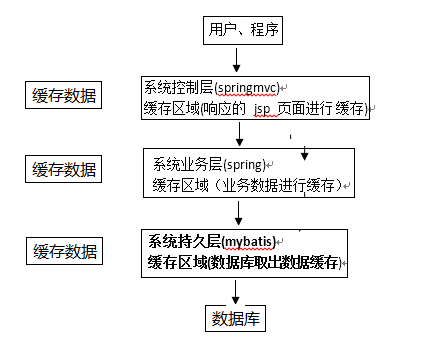 用户、程序
缓存数据
系统控制层(springmvc)
缓存区域(响应的 jsp 页面进行缓存)
缓存数据
系统业务层(spring)
缓存区域（业务数据进行缓存）
缓存数据
系统持久层(mybatis)
缓存区域(数据库取出数据缓存)
数据库